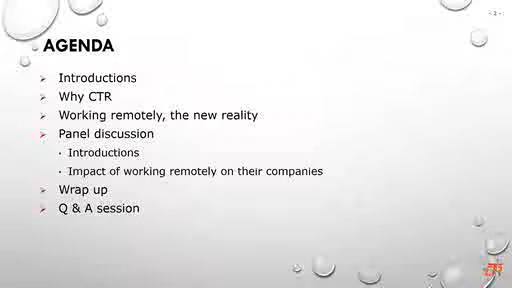 - 2 -
AGENDA
Introductions
Why CTR
Working remotely, the new reality
Panel discussion
Introductions
Impact of working remotely on their companies
Wrap up
Q & A session